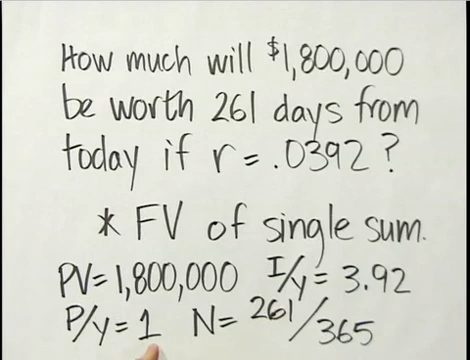 How much will $1,800,000
be worth 261 days from
today if r = .0392?
* FV of single sum.
PV=1,800,000 I/y = 3.92
P/y = 1 N= 261/365